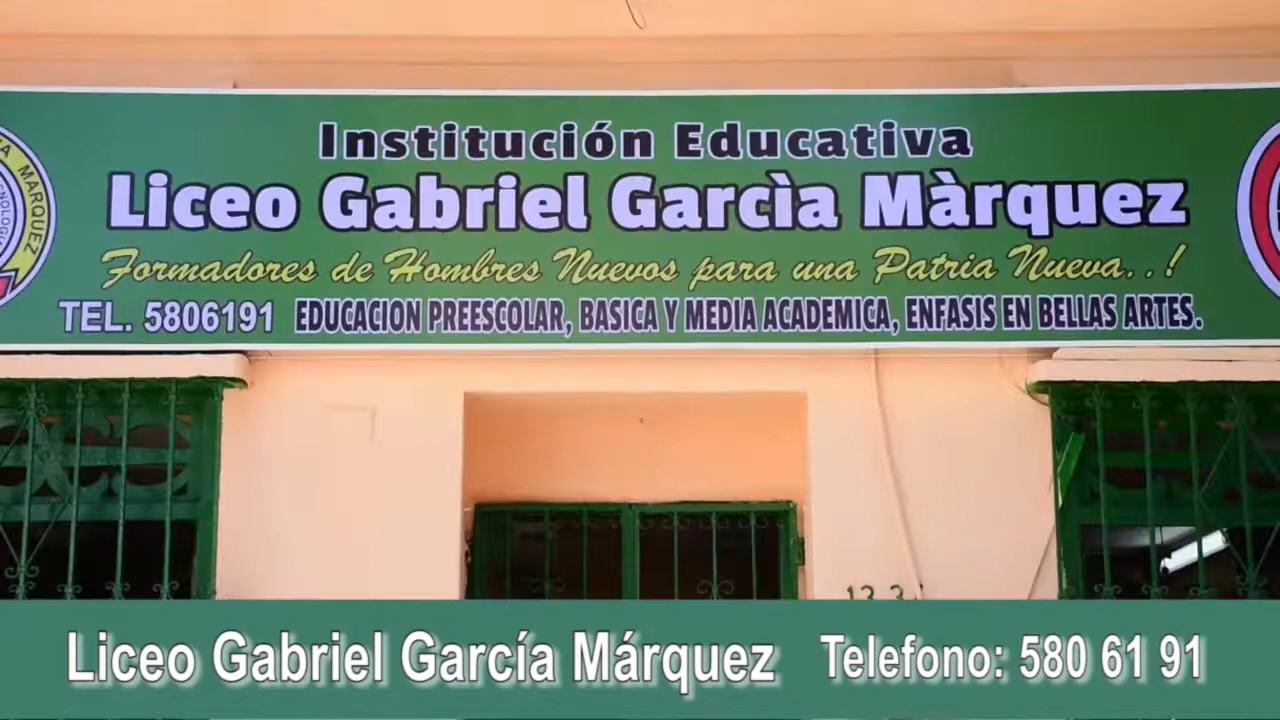 Institución Educativa
Liceo Gabriel Garcìa Màrquez
Formadores de Hombres Nuevos para una Patria Nueva..!
TEL. 5806191 EDUCACION PREESCOLAR, BASICA Y MEDIA ACADEMICA, ENFASIS EN BELLAS ARTES.
MARQUEZ
Liceo Gabriel García Márquez Telefono: 580 61 91